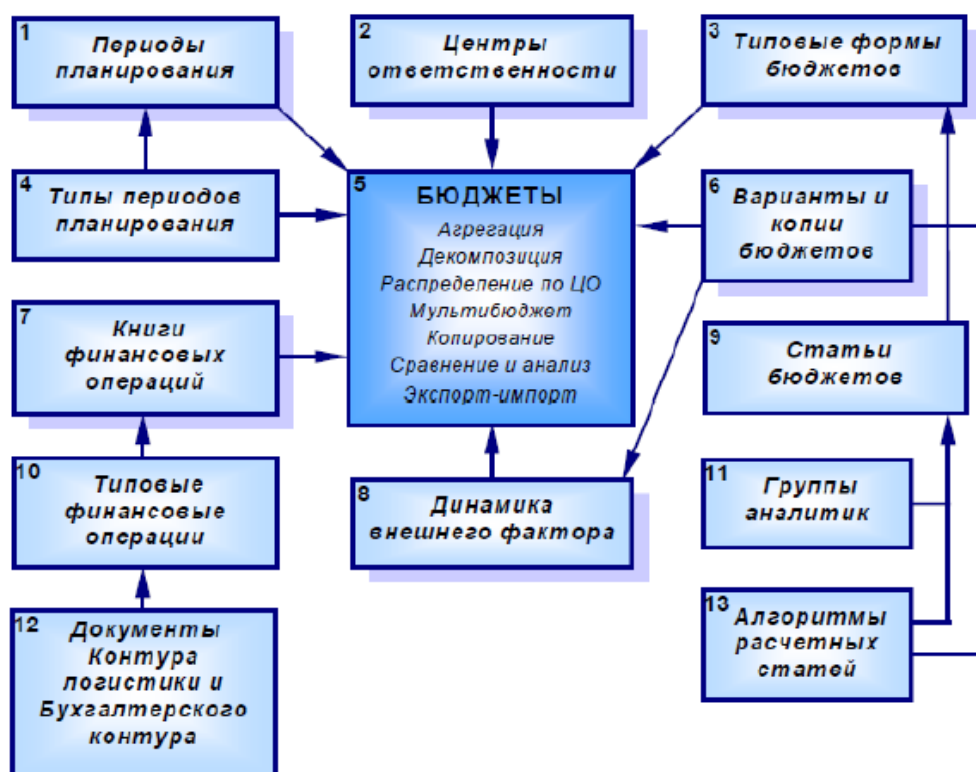 1
Периоды
планирования
2
Центры
ответственности
3
Типовые формы
бюджетов
4
Типы периодов
планирования
5
БЮДЖЕТЫ
Агрегация
Декомпозиция
Распределение по ЦО
Мультибюджет
Копирование
Сравнение и анализ
Экспорт-импорт
6
Варианты и
копии
бюджетов
7
Книги
финансовых
операций
8
Динамика
внешнего фактора
9
Статьи
бюджетов
10
Типовые
финансовые
операции
11
Группы
аналитик
12
Документы
Контура
логистики и
Бухгалтерского
контура
13
Алгоритмы
расчетных
статей